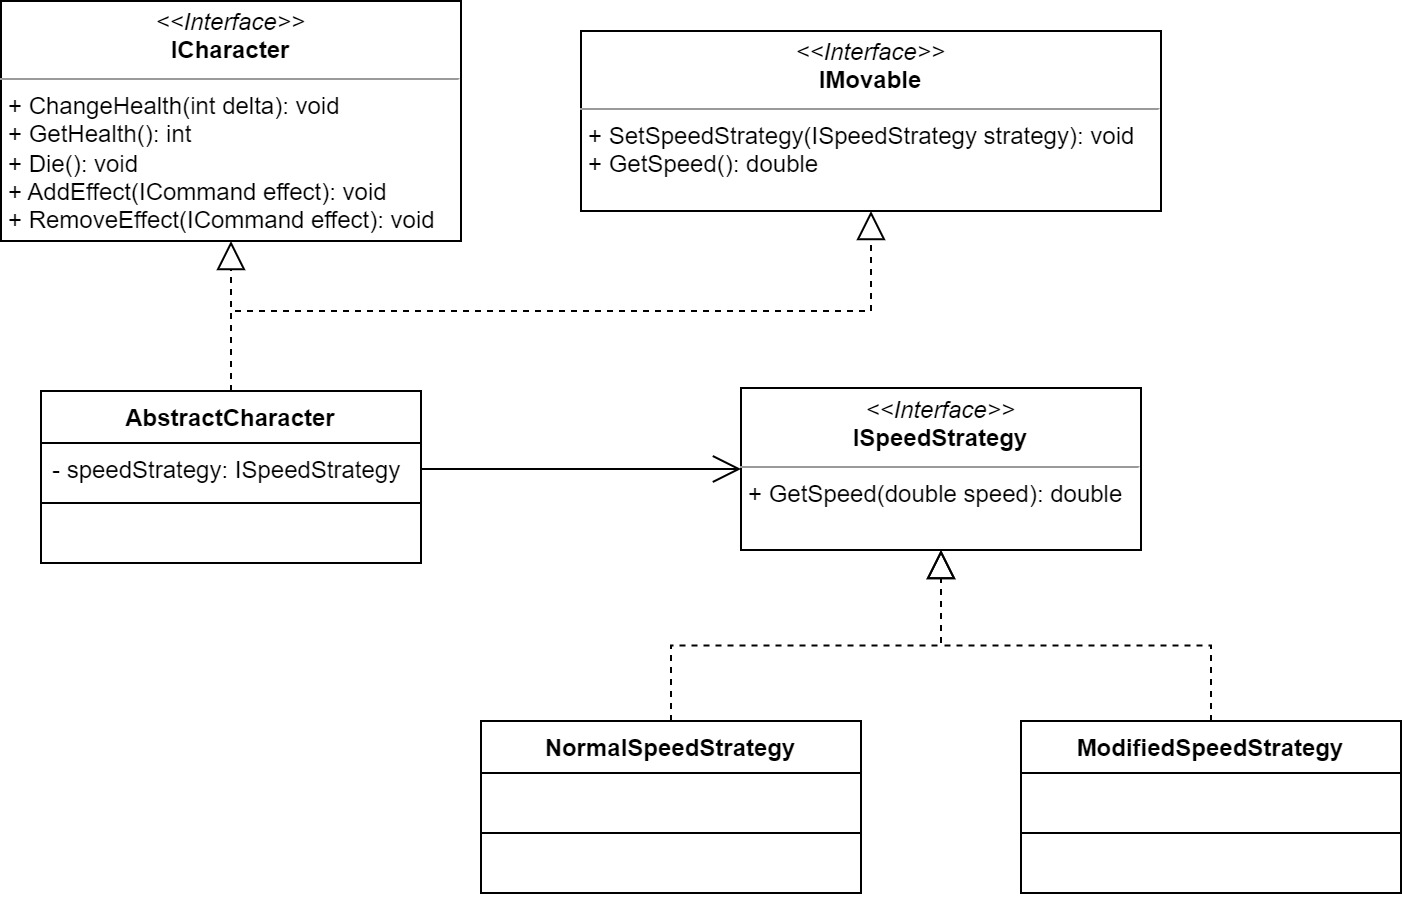 <<Interface>>
ICharacter
+ ChangeHealth(int delta): void
+ GetHealth(): int
+ Die(): void
+ AddEffect(ICommand effect): void
+ RemoveEffect(ICommand effect): void
<<Interface>>
IMovable
+ SetSpeedStrategy(ISpeedStrategy strategy): void
+ GetSpeed(): double
AbstractCharacter
- speedStrategy: ISpeedStrategy
<<Interface>>
ISpeedStrategy
+ GetSpeed(double speed): double
NormalSpeedStrategy
ModifiedSpeedStrategy